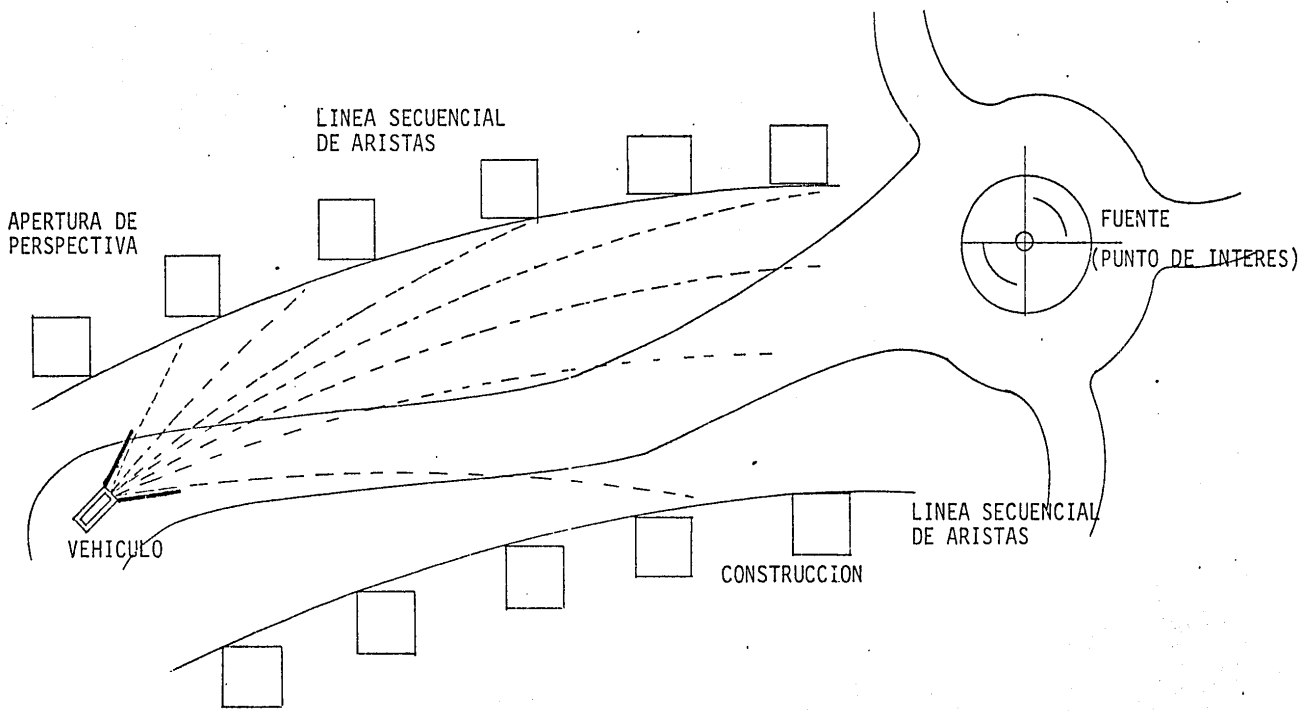 LINEA SECUENCIAL
DE ARISTAS
APERTURA DE
PERSPECTIVA
FUENTE
(PUNTO DE INTERES)
VEHICULO
LINEA SECUENCIAL
DE ARISTAS
CONSTRUCCION